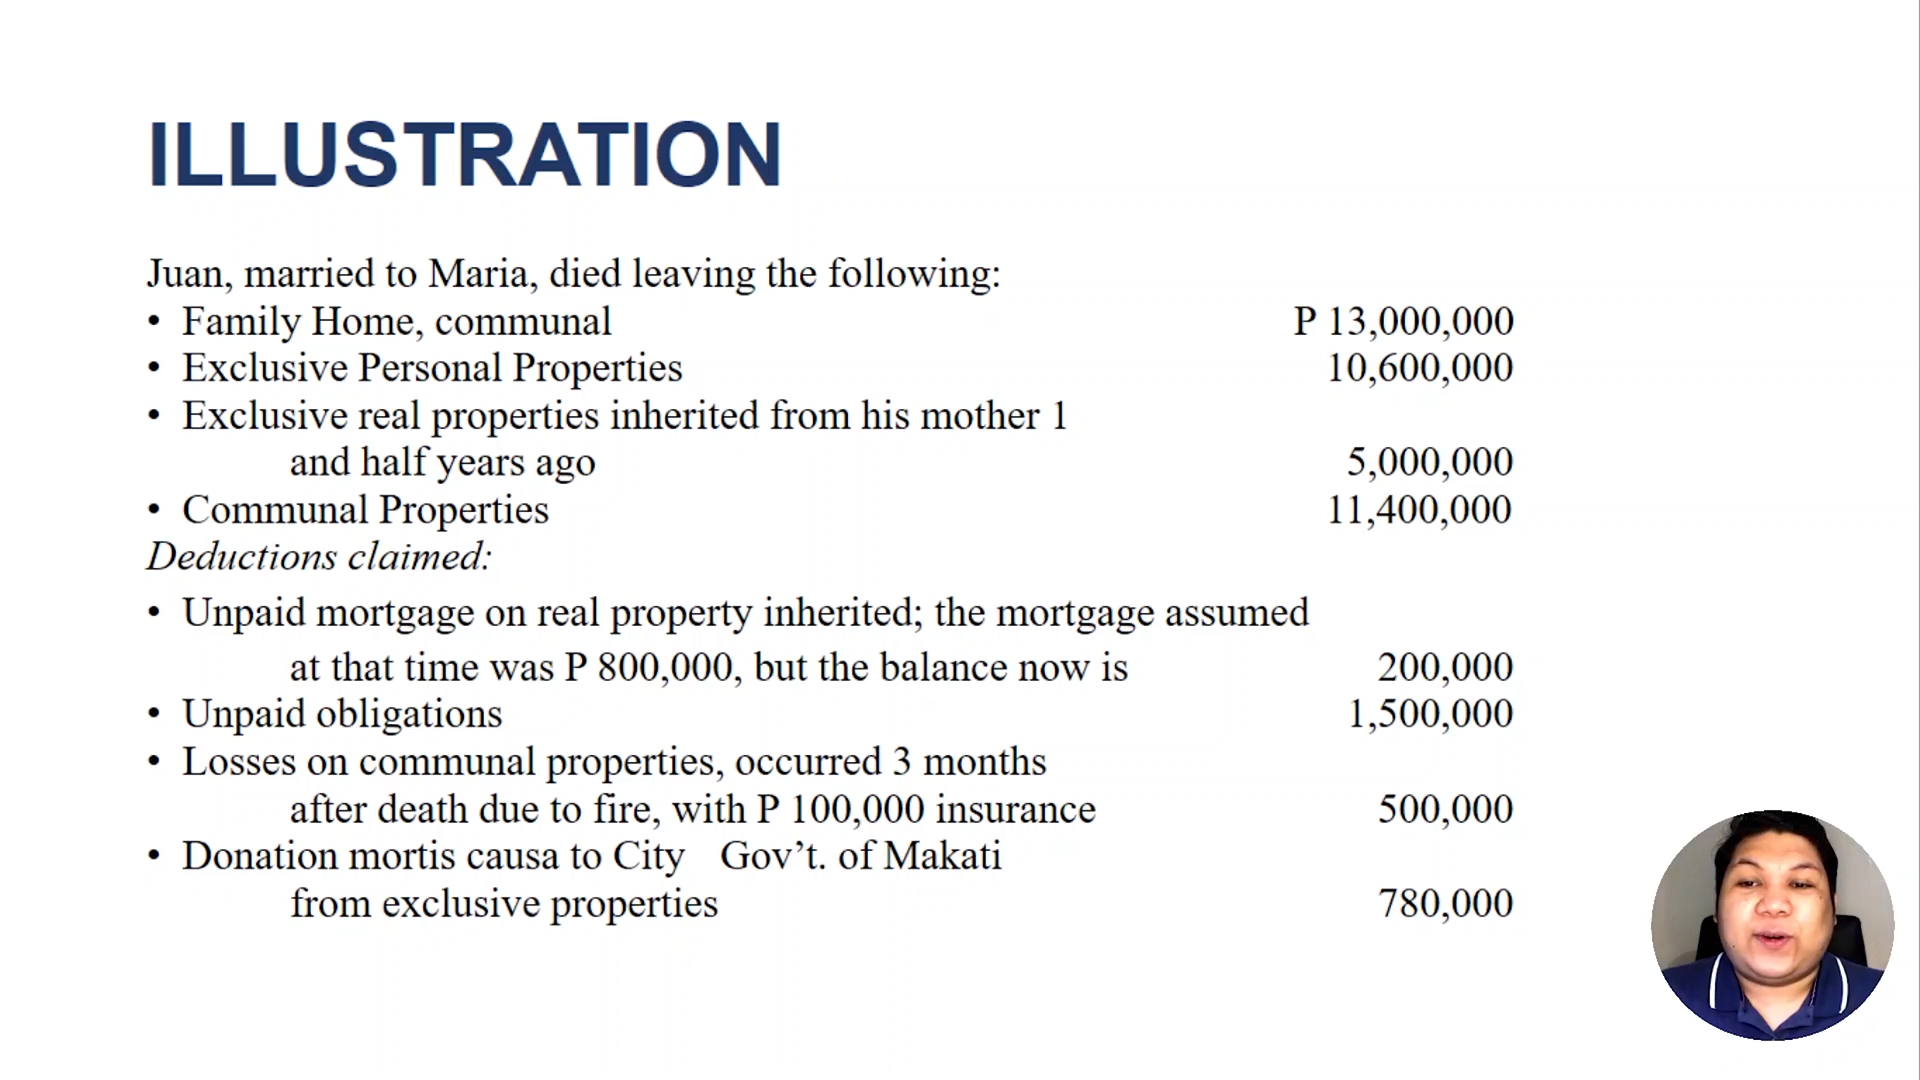 ILLUSTRATION
Juan, married to Maria, died leaving the following:
• Family Home, communal P 13,000,000
• Exclusive Personal Properties 10,600,000
• Exclusive real properties inherited from his mother 1
and half years ago 5,000,000
• Communal Properties 11,400,000
Deductions claimed:
• Unpaid mortgage on real property inherited; the mortgage assumed
at that time was P 800,000, but the balance now is 200,000
• Unpaid obligations 1,500,000
• Losses on communal properties, occurred 3 months
after death due to fire, with P 100,000 insurance 500,000
• Donation mortis causa to City Gov’t. of Makati
from exclusive properties 780,000